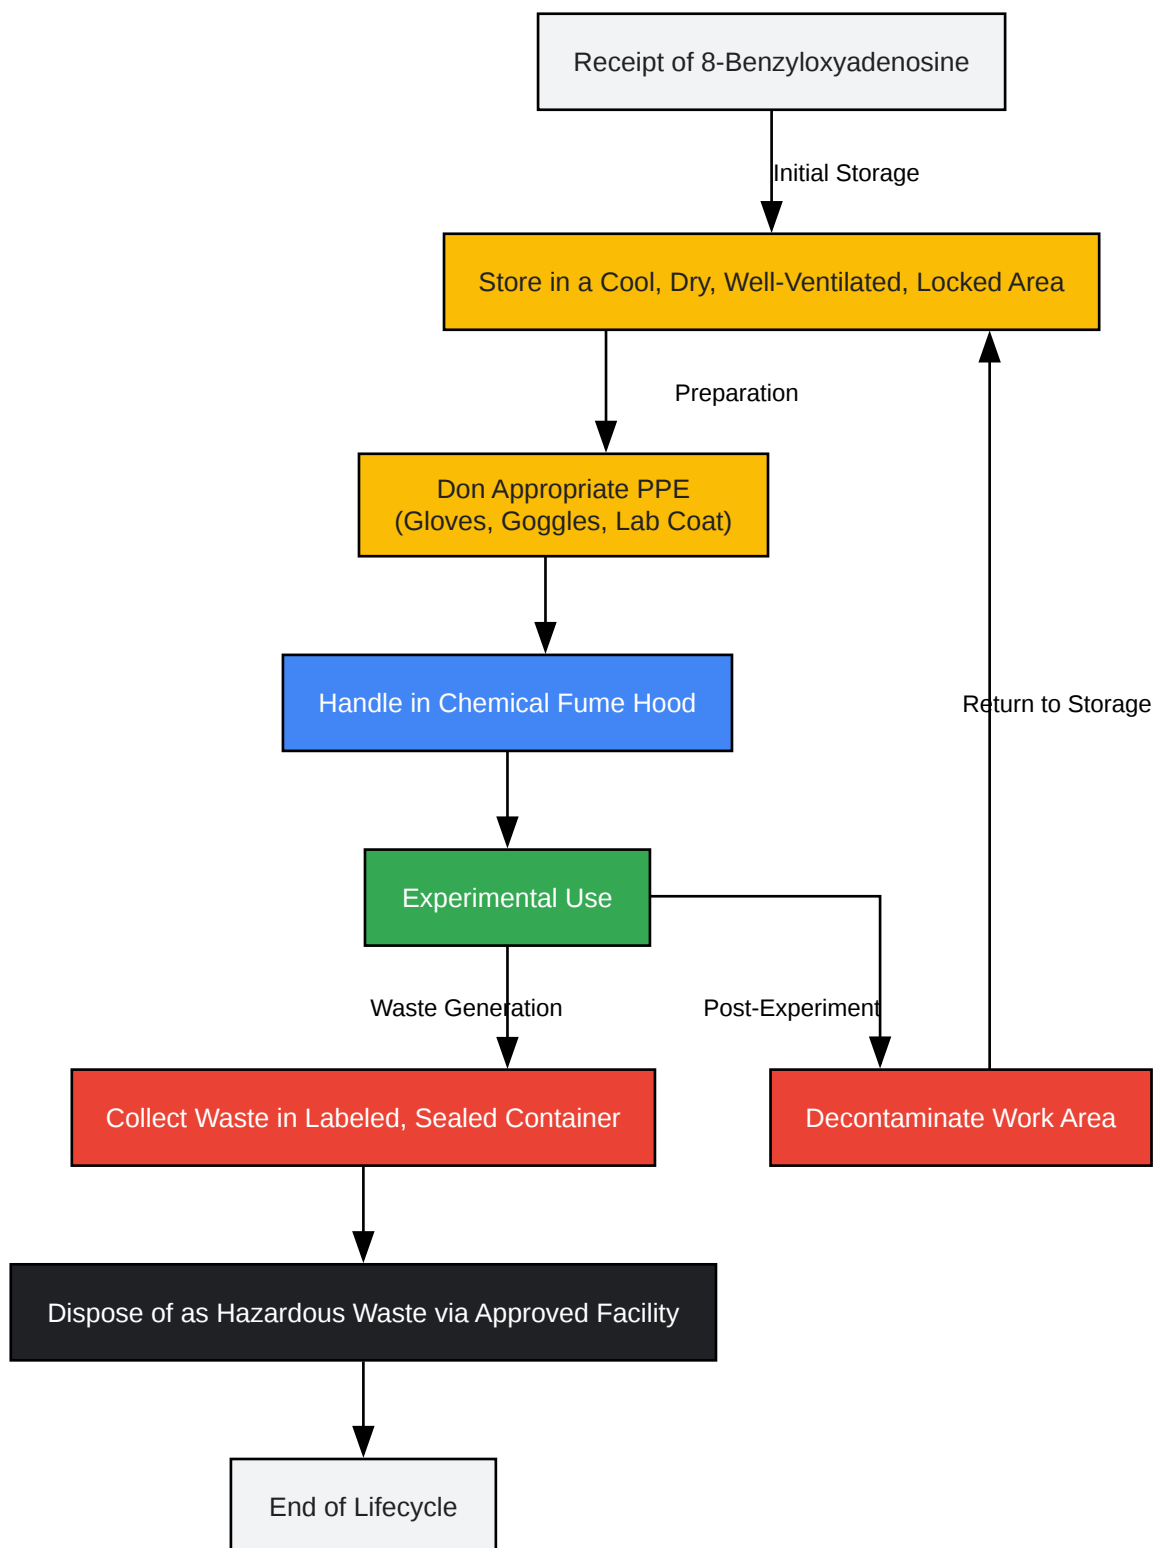 Receipt of 8-Benzyloxyadenosine
Initial Storage
Store in a Cool, Dry, Well-Ventilated, Locked Area
Preparation
Don Appropriate PPE
(Gloves, Goggles, Lab Coat)
Handle in Chemical Fume Hood
Return to Storage
Experimental Use
Waste Generation
Post-Experiment
Collect Waste in Labeled, Sealed Container
Decontaminate Work Area
Dispose of as Hazardous Waste via Approved Facility
End of Lifecycle